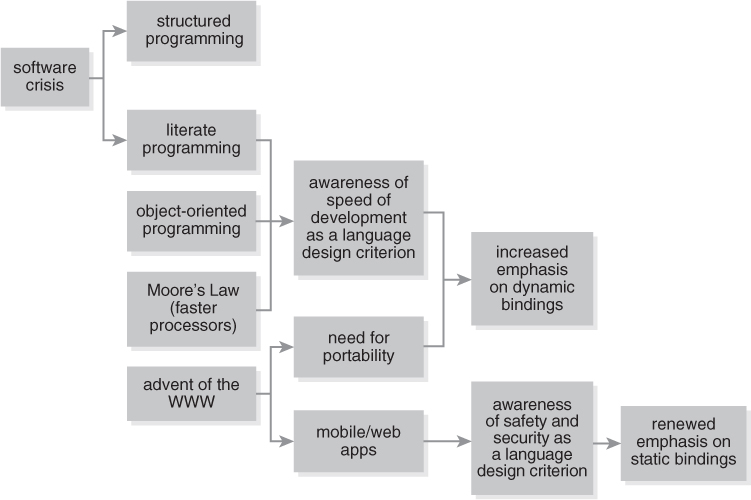 structured
programming
software
crisis
literate
programming
object-oriented
programming
Moore's Law
(faster
processors)
advent of the
WWW
awareness of
speed of
development
as a language
design criterion
need for
portability
mobile/web
apps
increased
emphasis
on dynamic
bindings
awareness
of safety and
security as
a language
design criterion
renewed
emphasis on
static bindings